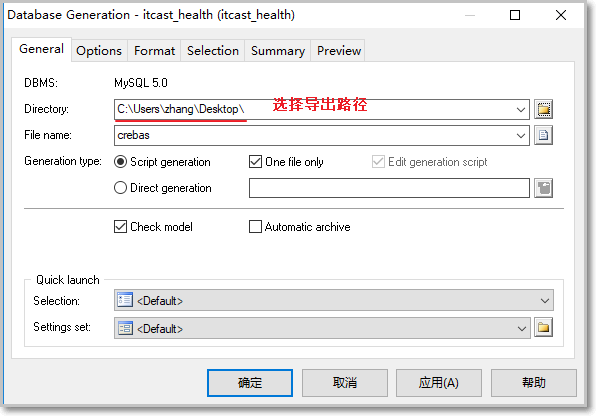 Database Generation - itcast_health (itcast_health)
General Options Format Selection Summary Preview
DBMS: MySQL 5.0
Directory: C:\Users\zhang\Desktop\ 选择导出路径
File name: crebas
Generation type: Script generation One file only Edit generation script
Direct generation
Check model Automatic archive
Quick launch
Selection: <Default>
Settings set: <Default>
确定 取消 应用(A) 帮助